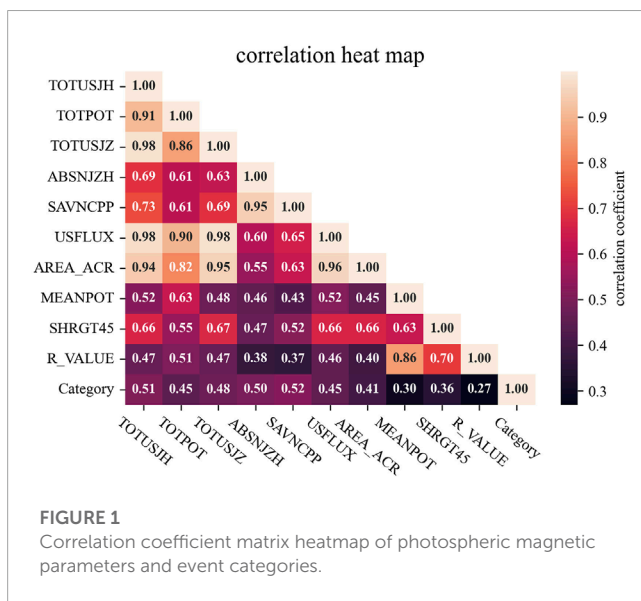 correlation heat map
TOTUSJH 1.00
TOTPOT 0.91 1.00
TOTUSJZ 0.98 0.86 1.00
ABSNJZH 0.69 0.61 0.63 1.00
SAVNCPP 0.73 0.61 0.69 0.95 1.00
USFLUX 0.98 0.90 0.98 0.60 0.65 1.00
AREA_ACR 0.94 0.82 0.95 0.55 0.63 0.96 1.00
MEANPOT 0.52 0.63 0.48 0.46 0.43 0.52 0.45 1.00
SHRGT45 0.66 0.55 0.67 0.47 0.52 0.66 0.66 0.63 1.00
R_VALUE 0.47 0.51 0.47 0.38 0.37 0.46 0.40 0.86 0.70 1.00
Category 0.51 0.45 0.48 0.50 0.52 0.45 0.41 0.30 0.36 0.27 1.00
TOTUSJH
TOTPOT
TOTUSJZ
ABSNJZH
SAVNCPP
USFLUX
AREA_ACR
MEANPOT
SHRGT45
R_VALUE
Category
0.9
0.8
0.7
0.6
0.5
0.4
0.3
correlation coefficient
FIGURE 1
Correlation coefficient matrix heatmap of photospheric magnetic
parameters and event categories.